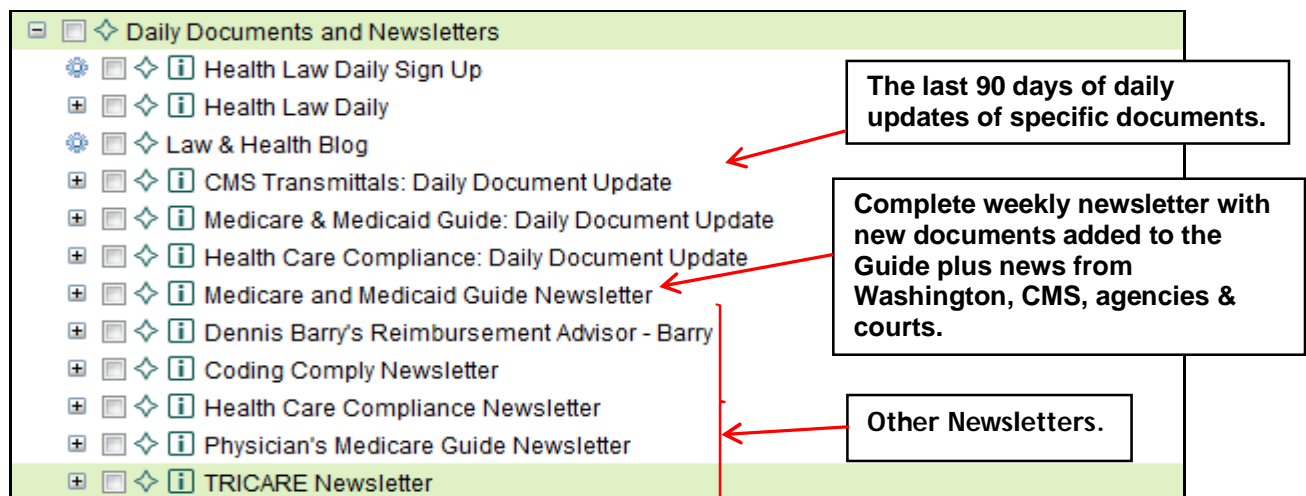 Daily Documents and Newsletters
Health Law Daily Sign Up
Health Law Daily
Law & Health Blog
CMS Transmittals: Daily Document Update
Medicare & Medicaid Guide: Daily Document Update
Health Care Compliance: Daily Document Update
Medicare and Medicaid Guide Newsletter
Dennis Barry's Reimbursement Advisor - Barry
Coding Comply Newsletter
Health Care Compliance Newsletter
Physician's Medicare Guide Newsletter
TRICARE Newsletter
The last 90 days of daily
updates of specific documents.
Complete weekly newsletter with
new documents added to the
Guide plus news from
Washington, CMS, agencies &
courts.
Other Newsletters.